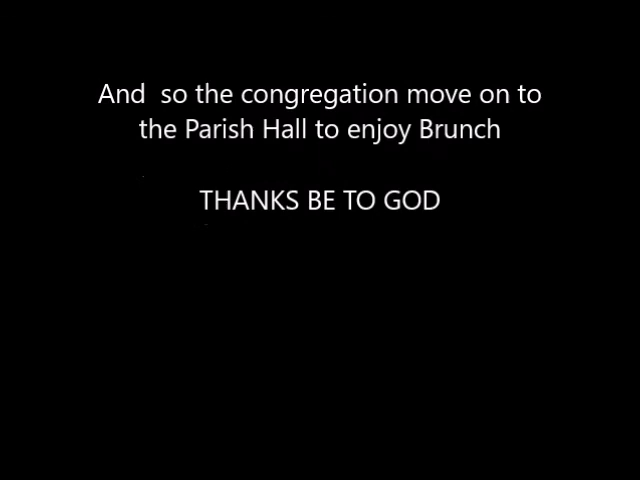 And  so the congregation move on to
the Parish Hall to enjoy Brunch
THANKS BE TO GOD